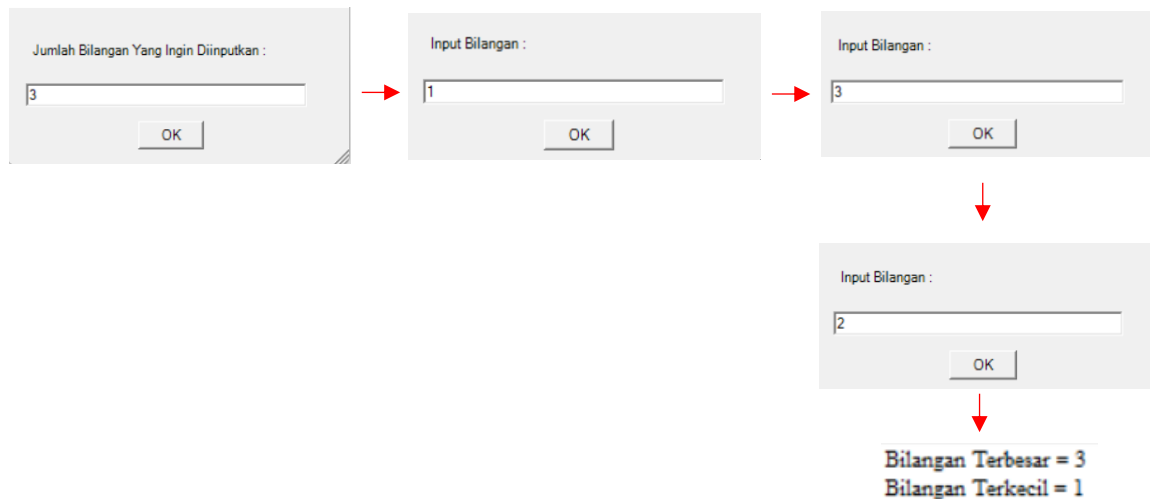 Jumlah Bilangan Yang Ingin Diinputkan :
3
OK
Input Bilangan :
1
OK
Input Bilangan :
3
OK
Input Bilangan :
2
OK
Bilangan Terbesar = 3
Bilangan Terkecil = 1